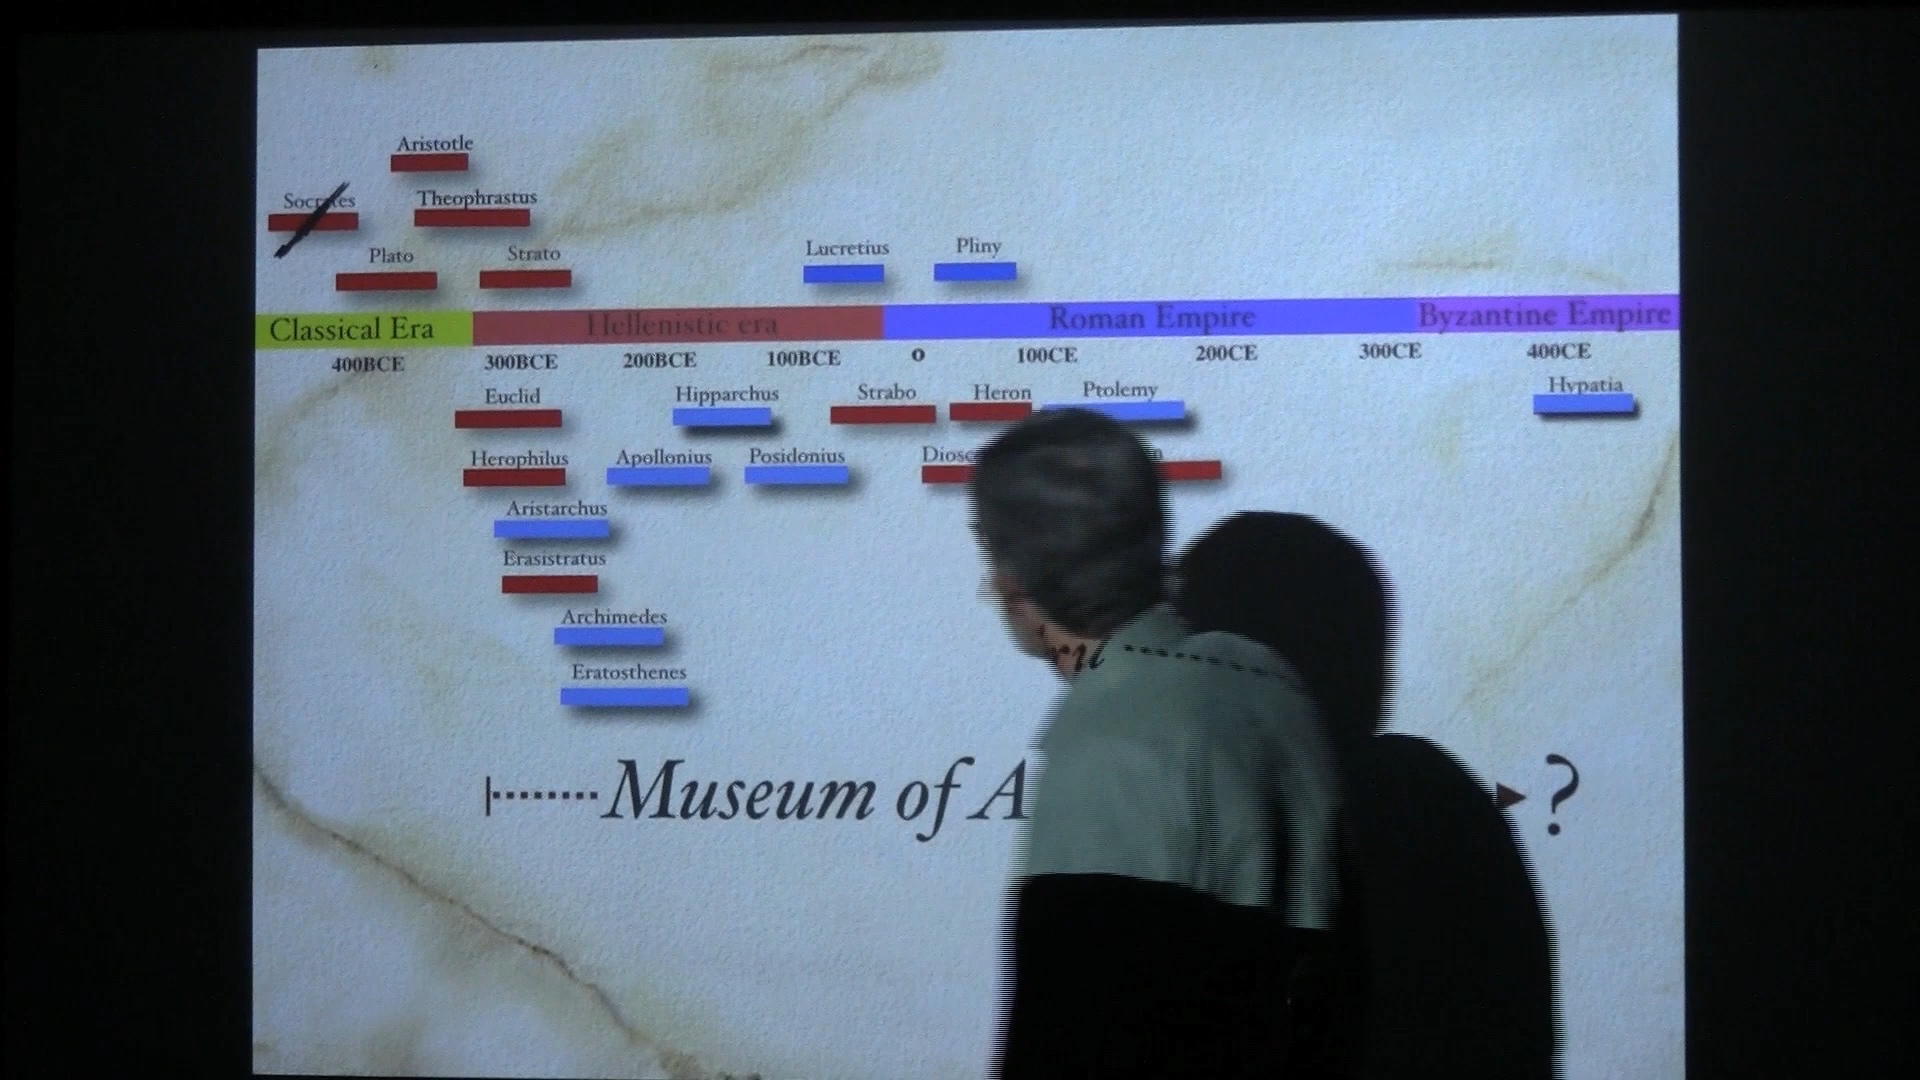 Aristotle
Socrates
Theophrastus
Plato
Strato
Lucretius
Pliny
Classical Era
Hellenistic era
Roman Empire
Byzantine Empire
400BCE 300BCE 200BCE 100BCE 0 100CE 200CE 300CE 400CE
Euclid
Hipparchus
Strabo
Heron
Ptolemy
Hypatia
Herophilus
Apollonius
Posidonius
Diosc
Aristarchus
Erasistratus
Archimedes
Eratosthenes
Museum of A
?